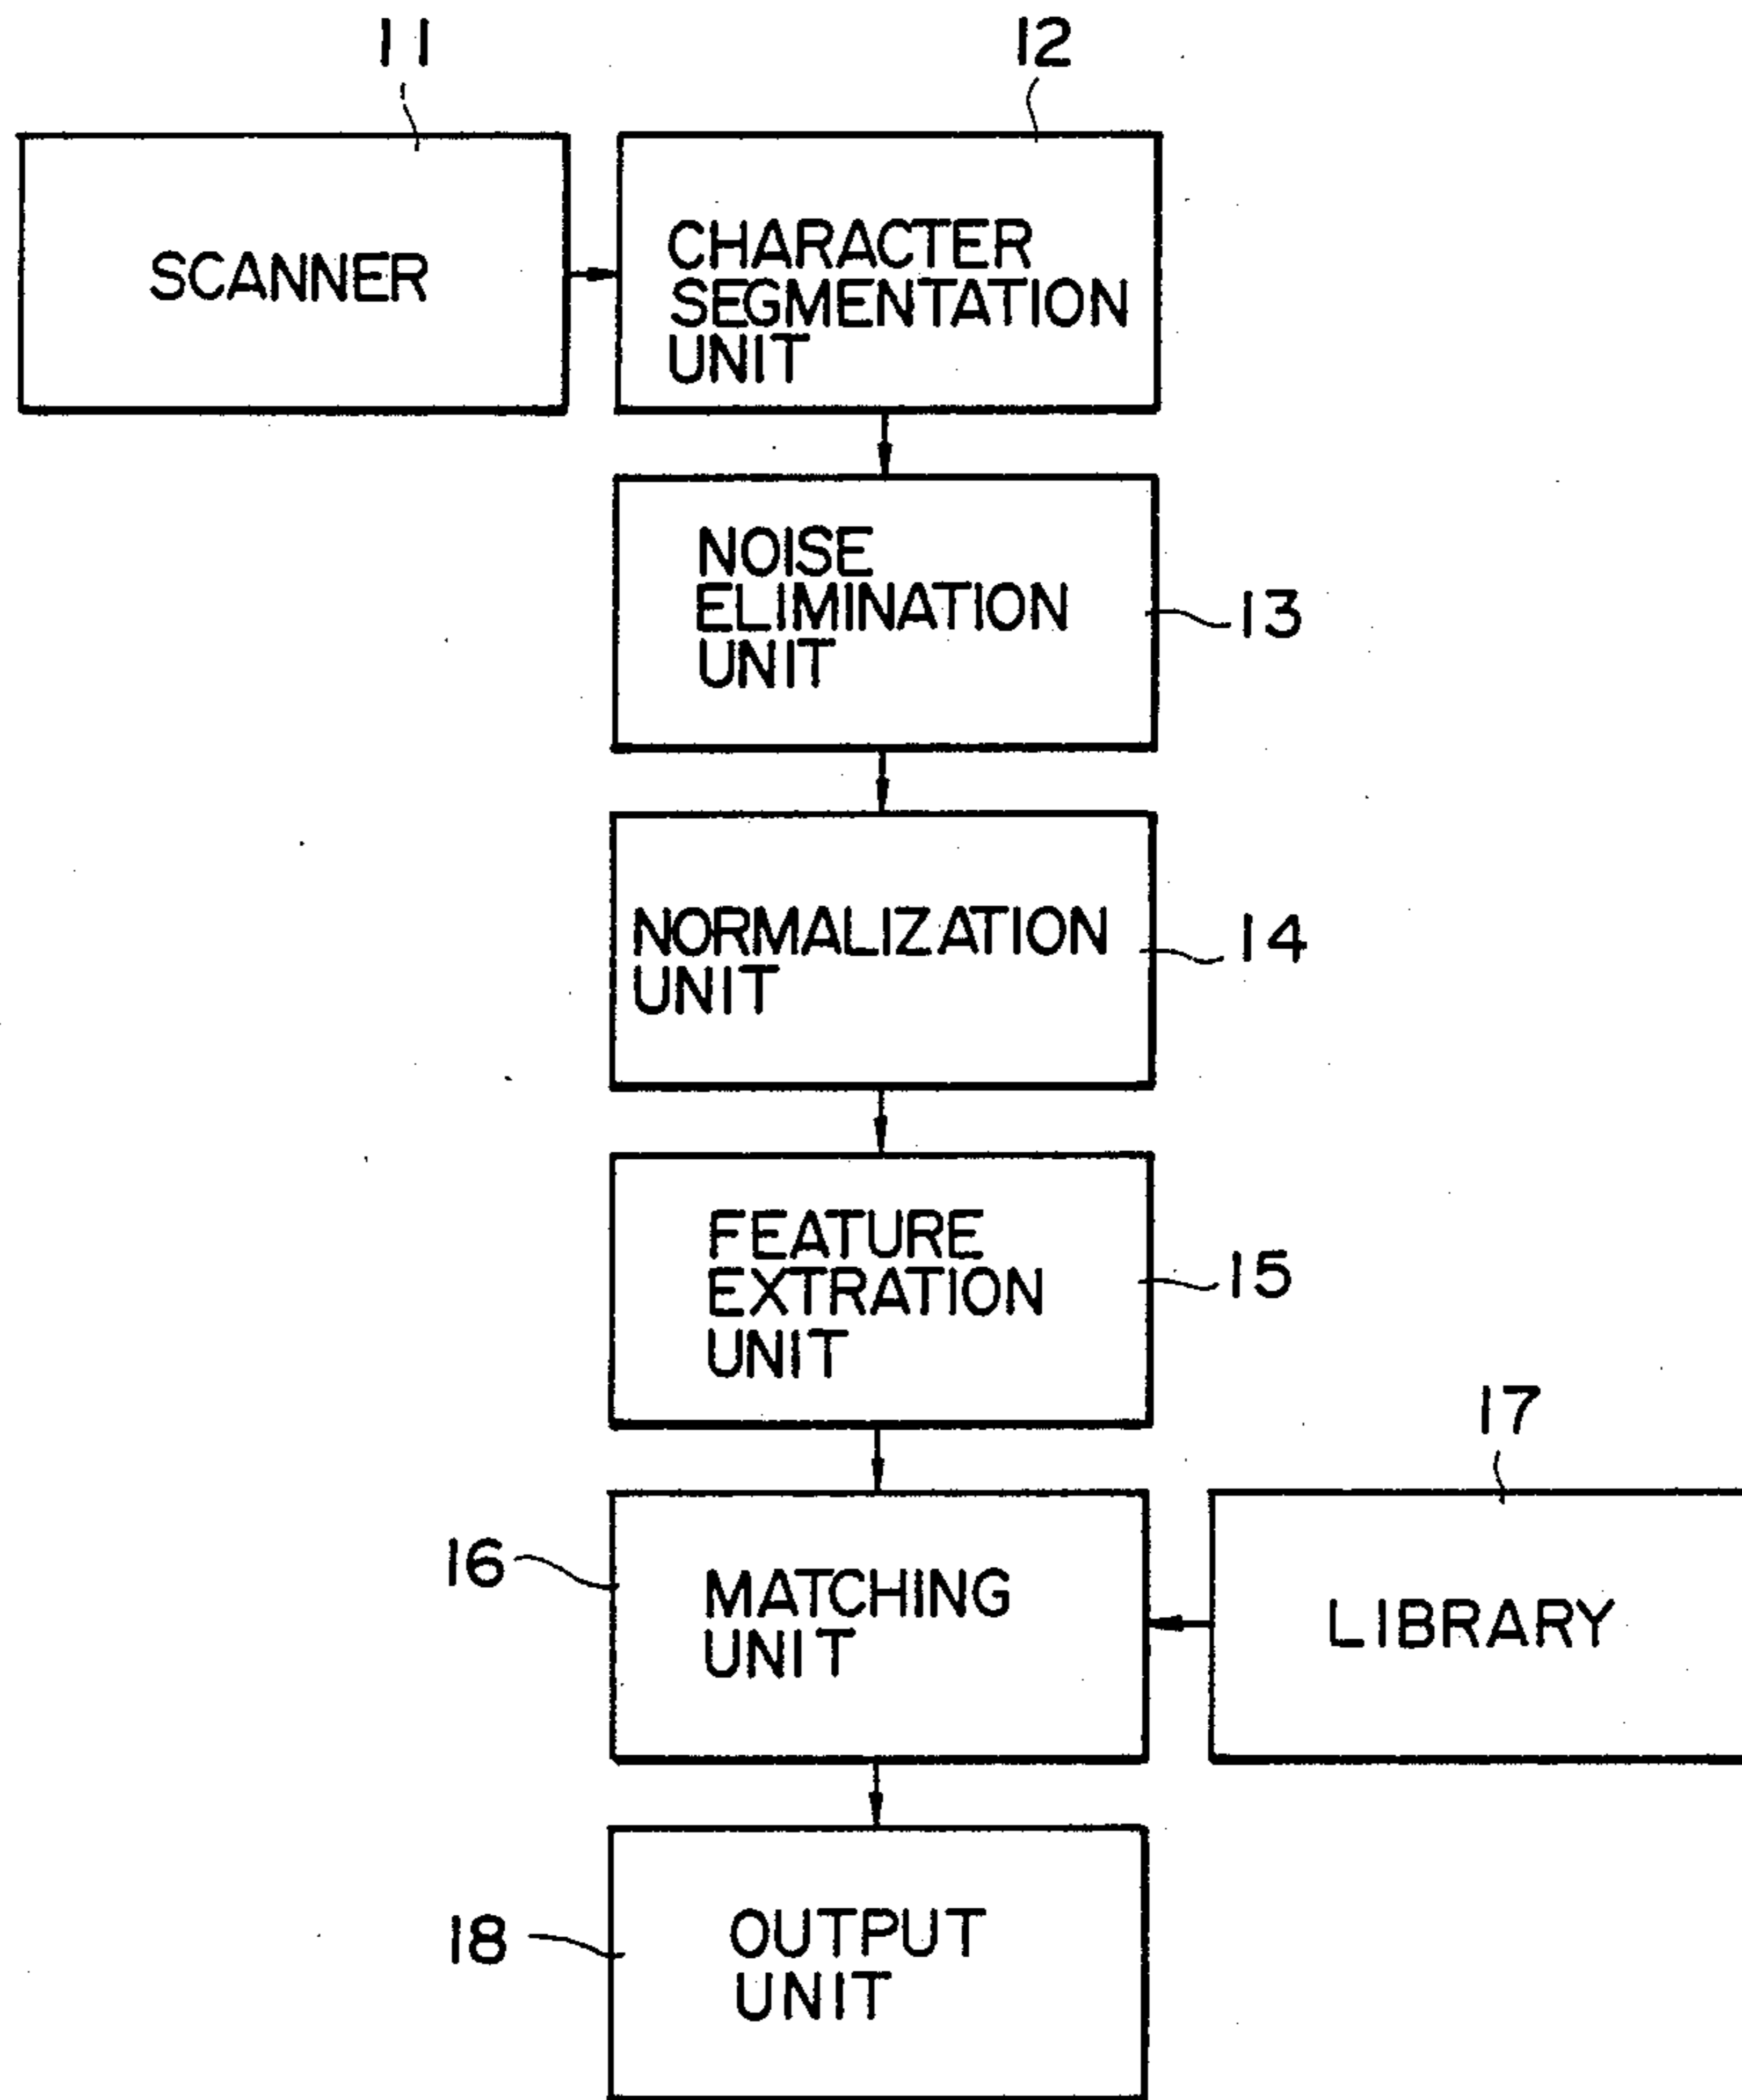 11
12
SCANNER
CHARACTER
SEGMENTATION
UNIT
NOISE
ELIMINATION
UNIT
13
NORMALIZATION
UNIT
14
FEATURE
EXTRATION
UNIT
15
17
16
MATCHING
UNIT
LIBRARY
18
OUTPUT
UNIT